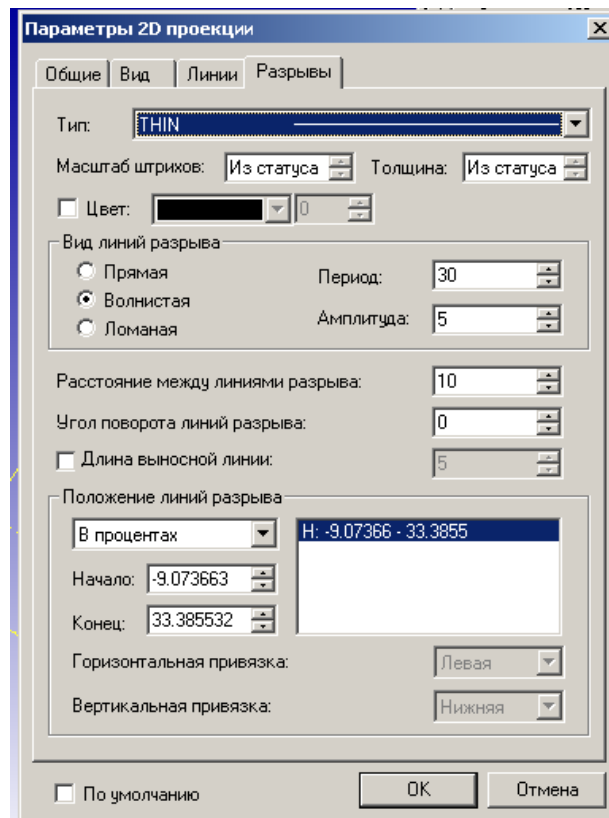 Параметры 2D проекции
Общие Вид Линии Разрывы
Тип: THIN
Масштаб штрихов: Из статуса Толщина: Из статуса
Цвет: 0
Вид линий разрыва
Прямая
Период: 30
Волнистая
Амплитуда: 5
Ломаная
Расстояние между линиями разрыва: 10
Угол поворота линий разрыва: 0
Длина выносной линии: 5
Положение линий разрыва
В процентах
H: -9.07366 - 33.3855
Начало: -9.073663
Конец: 33.385532
Горизонтальная привязка: Левая
Вертикальная привязка: Нижняя
По умолчанию
OK
Отмена